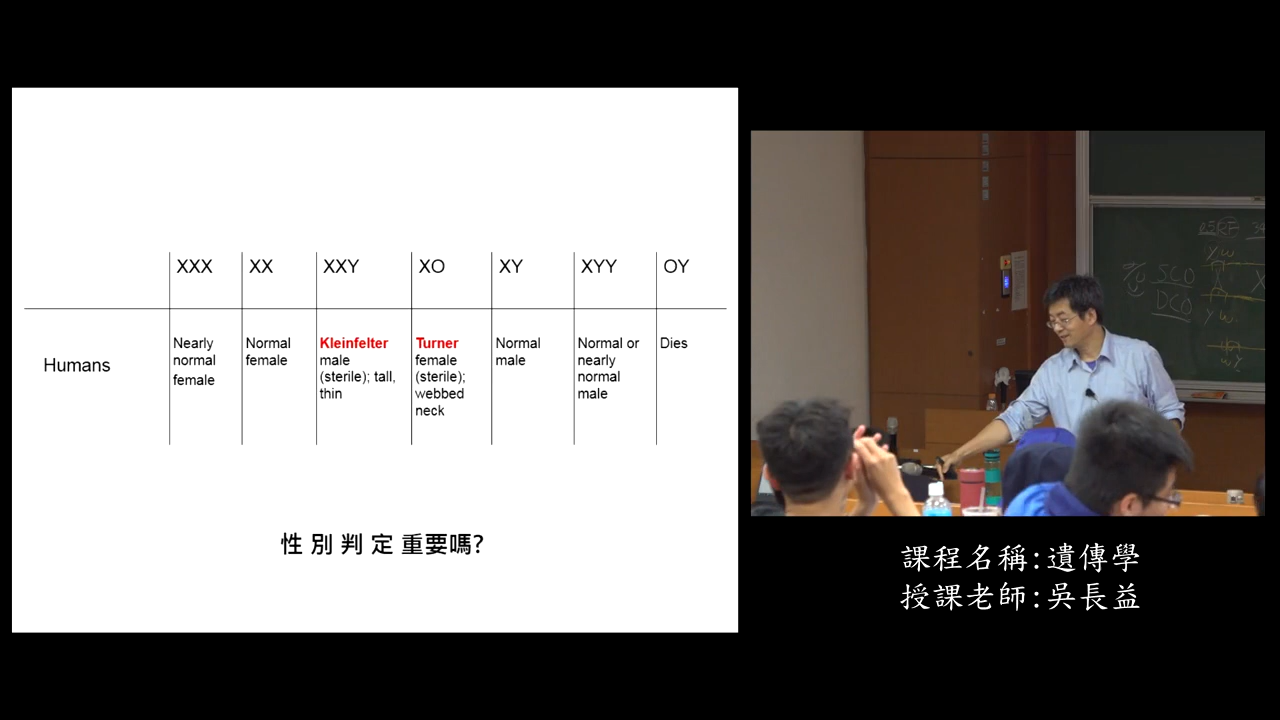 XXX XX XXY XO XY XYY OY
Humans
Nearly
normal
female
Normal
female
Kleinfelter
male
(sterile); tall,
thin
Turner
female
(sterile);
webbed
neck
Normal
male
Normal or
nearly
normal
male
Dies
性 別 判 定 重要嗎?
SCO
DCO
課程名稱:遺傳學
授課老師:吳長益